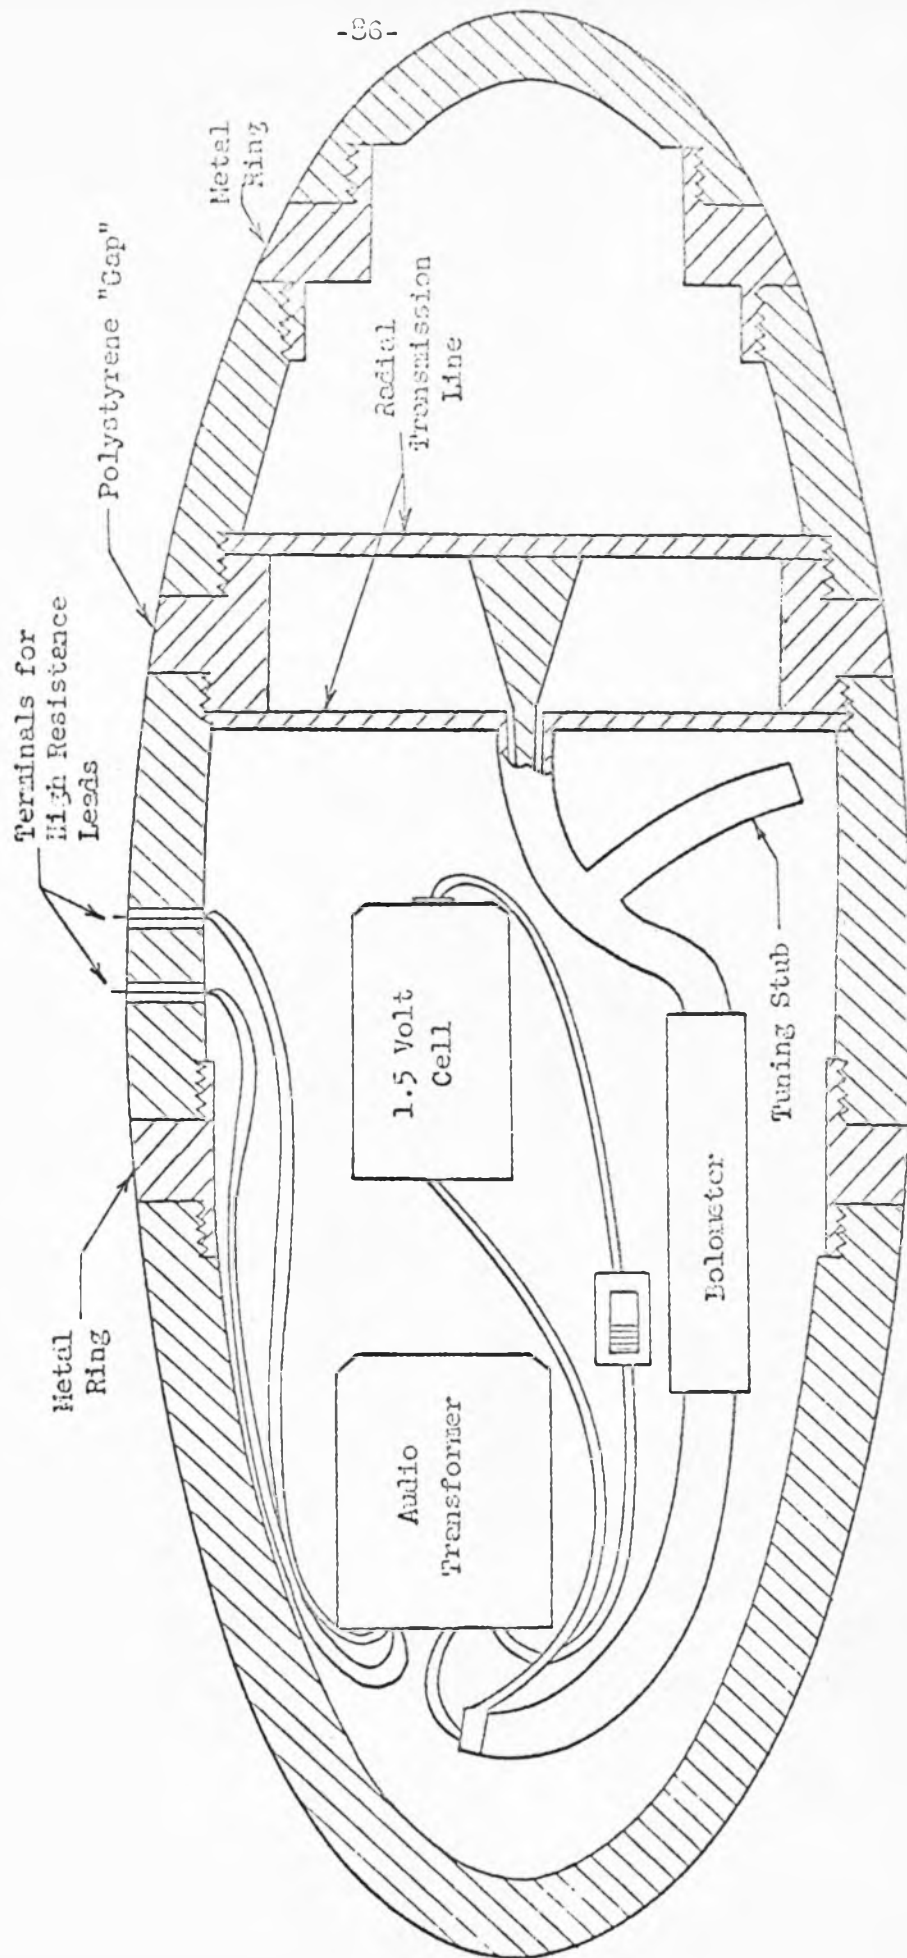 -86-
Metal
Ring
Polystyrene "Gap"
Radial
Transmission
Line
Terminals for
High Resistence
Leads
1.5 Volt
Cell
Tuning Stub
Metal
Ring
Bolometer
Audio
Transformer